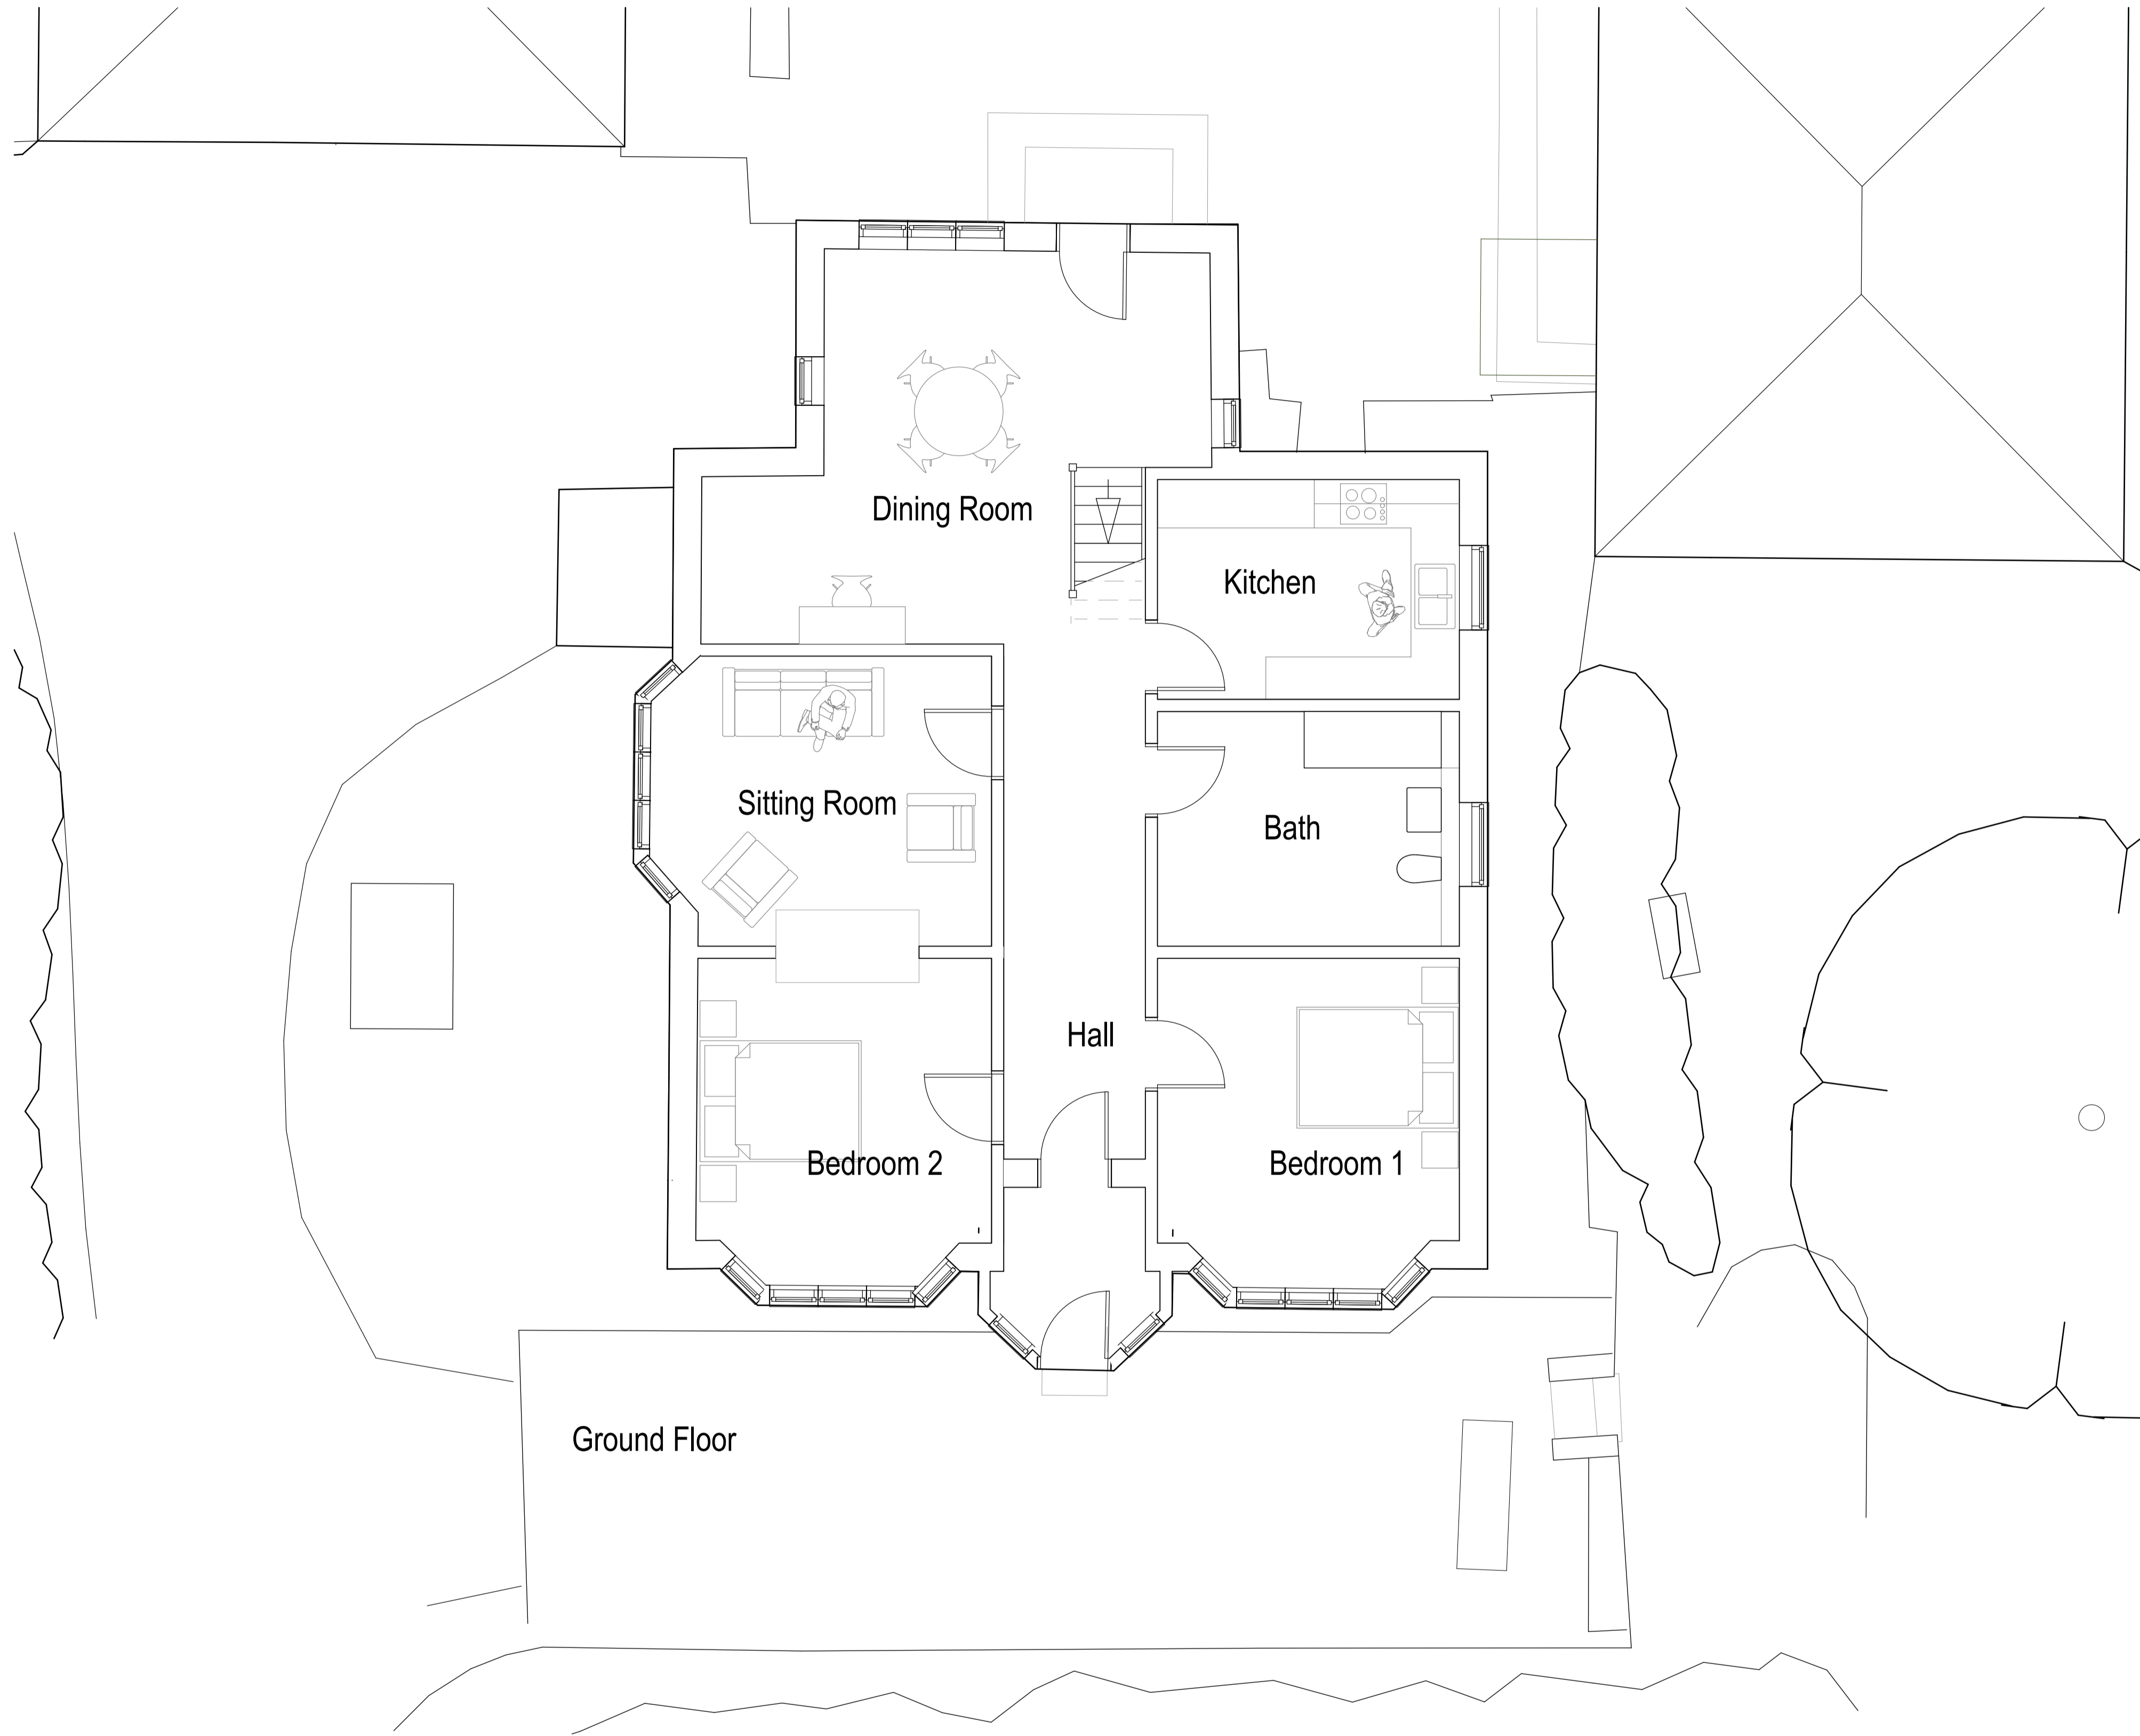 Dining Room
Kitchen
Sitting Room
Bath
Hall
Bedroom 2
Bedroom 1
Ground Floor